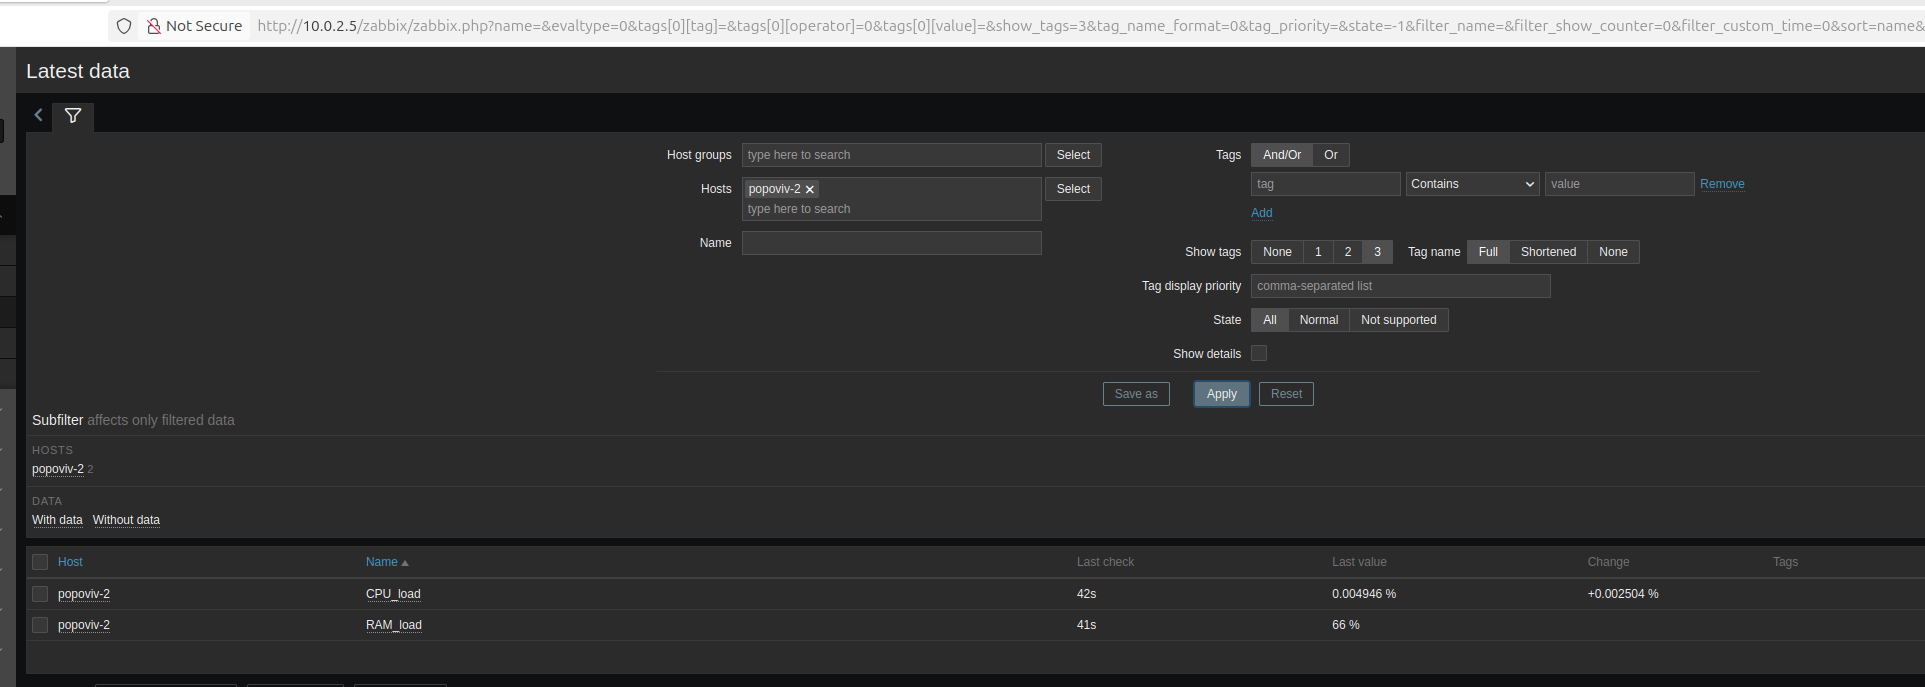 Not Secure http://10.0.2.5/zabbix/zabbix.php?name=&evaltype=0&tags[0][tag]=&tags[0][operator]=0&tags[0][value]=&show_tags=3&tag_name_format=0&tag_priority=&state=-1&filter_name=&filter_show_counter=0&filter_custom_time=0&sort=name&
Latest data
Host groups type here to search Select Tags And/Or Or
Hosts popoviv-2 Select tag Contains value Remove
type here to search Add
Name
Show tags None 1 2 3 Tag name Full Shortened None
Tag display priority comma-separated list
State All Normal Not supported
Show details
Save as Apply Reset
Subfilter affects only filtered data
HOSTS
popoviv-2 2
DATA
With data Without data
Host Name Last check Last value Change Tags
popoviv-2 CPU_load 42s 0.004946 % +0.002504 %
popoviv-2 RAM_load 41s 66 %